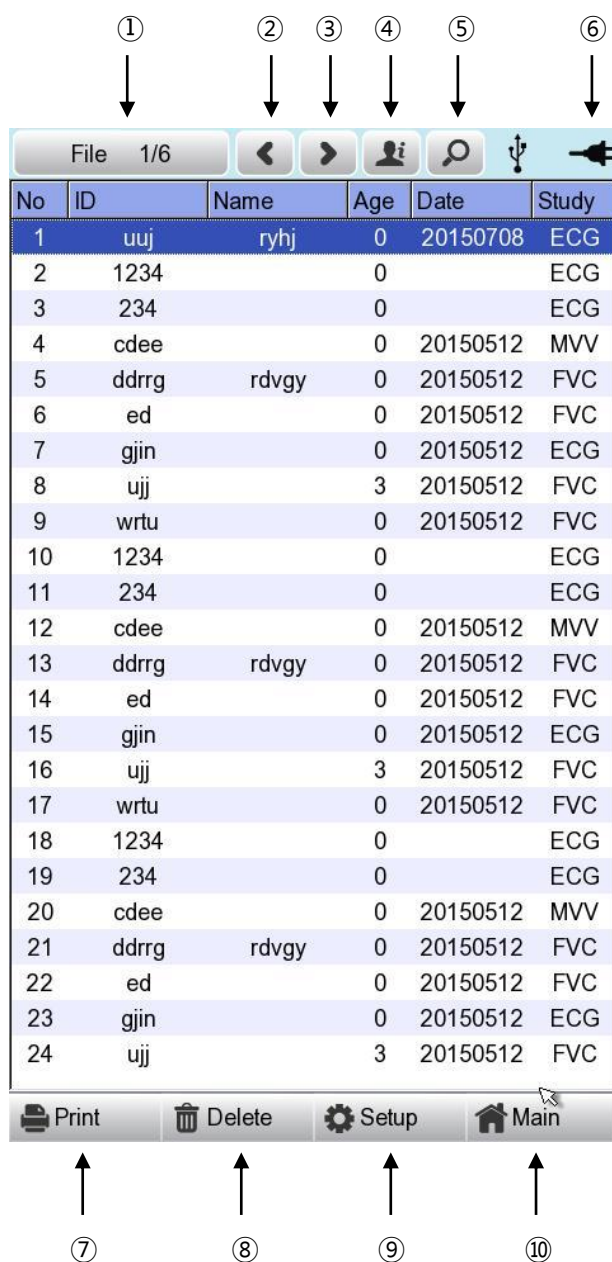 ① ② ③ ④ ⑤ ⑥
File 1/6
No ID Name Age Date Study
1 uuj ryhj 0 20150708 ECG
2 1234 0 ECG
3 234 0 ECG
4 cdee 0 20150512 MVV
5 ddrrg rdvgy 0 20150512 FVC
6 ed 0 20150512 FVC
7 gjin 0 20150512 ECG
8 ujj 3 20150512 FVC
9 wrtu 0 20150512 FVC
10 1234 0 ECG
11 234 0 ECG
12 cdee 0 20150512 MVV
13 ddrrg rdvgy 0 20150512 FVC
14 ed 0 20150512 FVC
15 gjin 0 20150512 ECG
16 ujj 3 20150512 FVC
17 wrtu 0 20150512 FVC
18 1234 0 ECG
19 234 0 ECG
20 cdee 0 20150512 MVV
21 ddrrg rdvgy 0 20150512 FVC
22 ed 0 20150512 FVC
23 gjin 0 20150512 ECG
24 ujj 3 20150512 FVC
Print Delete Setup Main
⑦ ⑧ ⑨ ⑩